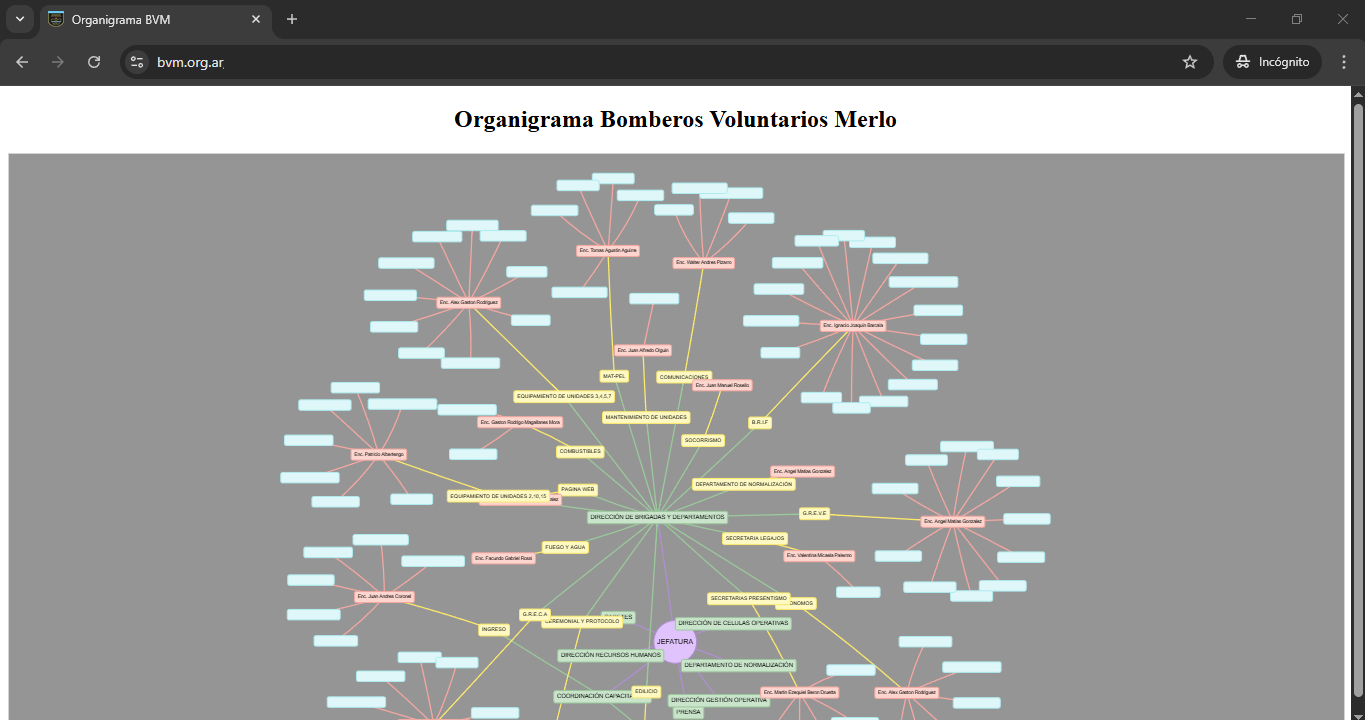 Organigrama BVM
bvm.org.ar
Incógnito
Organigrama Bomberos Voluntarios Merlo
Enc. Tomas Agustin Aguirre
Enc. Walter Andres Pizarro
Enc. Alex Gaston Rodriguez
Enc. Ignacio Joaquin Barcala
Enc. Juan Alfredo Olguin
MAT-PEL
COMUNICACIONES
Enc. Juan Manuel Rosello
EQUIPAMIENTO DE UNIDADES 3,4,5,7
MANTENIMIENTO DE UNIDADES
Enc. Gaston Rodrigo Magallanes Mora
B.R.I.F
SOCORRISMO
COMBUSTIBLES
Enc. Patricio Albertengo
Enc. Angel Matias Gonzalez
DEPARTAMENTO DE NORMALIZACIÓN
PAGINA WEB
EQUIPAMIENTO DE UNIDADES 2,10,15
DIRECCIÓN DE BRIGADAS Y DEPARTAMENTOS
G.R.E.V.E
Enc. Angel Matias Gonzalez
SECRETARIA LEGAJOS
FUEGO Y AGUA
Enc. Facundo Gabriel Rossi
Enc. Valentina Micaela Palermo
Enc. Juan Andres Coronel
SECRETARIAS PRESENTISMO
G.R.E.C.A
CEREMONIAL Y PROTOCOLO
DIRECCIÓN DE CELULAS OPERATIVAS
INGRESO
JEFATURA
DIRECCIÓN RECURSOS HUMANOS
DEPARTAMENTO DE NORMALIZACIÓN
EDILICIO
Enc. Martin Ezequiel Beron Druetta
Enc. Alex Gaston Rodriguez
COORDINACIÓN
DIRECCIÓN GESTIÓN OPERATIVA
PRENSA